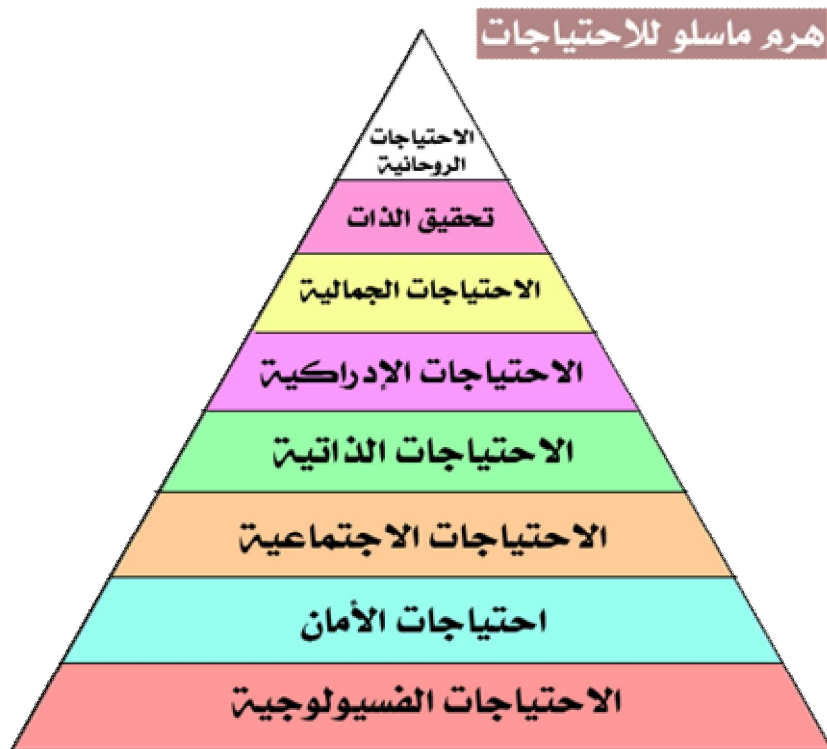 هرم ماسلو للاحتياجات
الاحتياجات
الروحانية
تحقيق الذات
الاحتياجات الجمالية
الاحتياجات الإدراكية
الاحتياجات الذاتية
الاحتياجات الاجتماعية
احتياجات الأمان
الاحتياجات الفسيولوجية